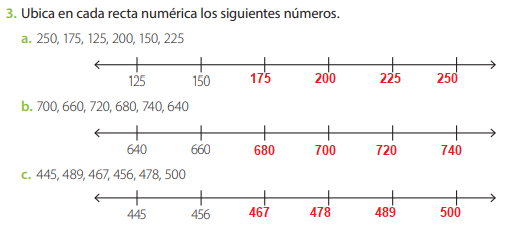 3. Ubica en cada recta numérica los siguientes números.
a. 250, 175, 125, 200, 150, 225
125 150 175 200 225 250
b. 700, 660, 720, 680, 740, 640
640 660 680 700 720 740
c. 445, 489, 467, 456, 478, 500
445 456 467 478 489 500